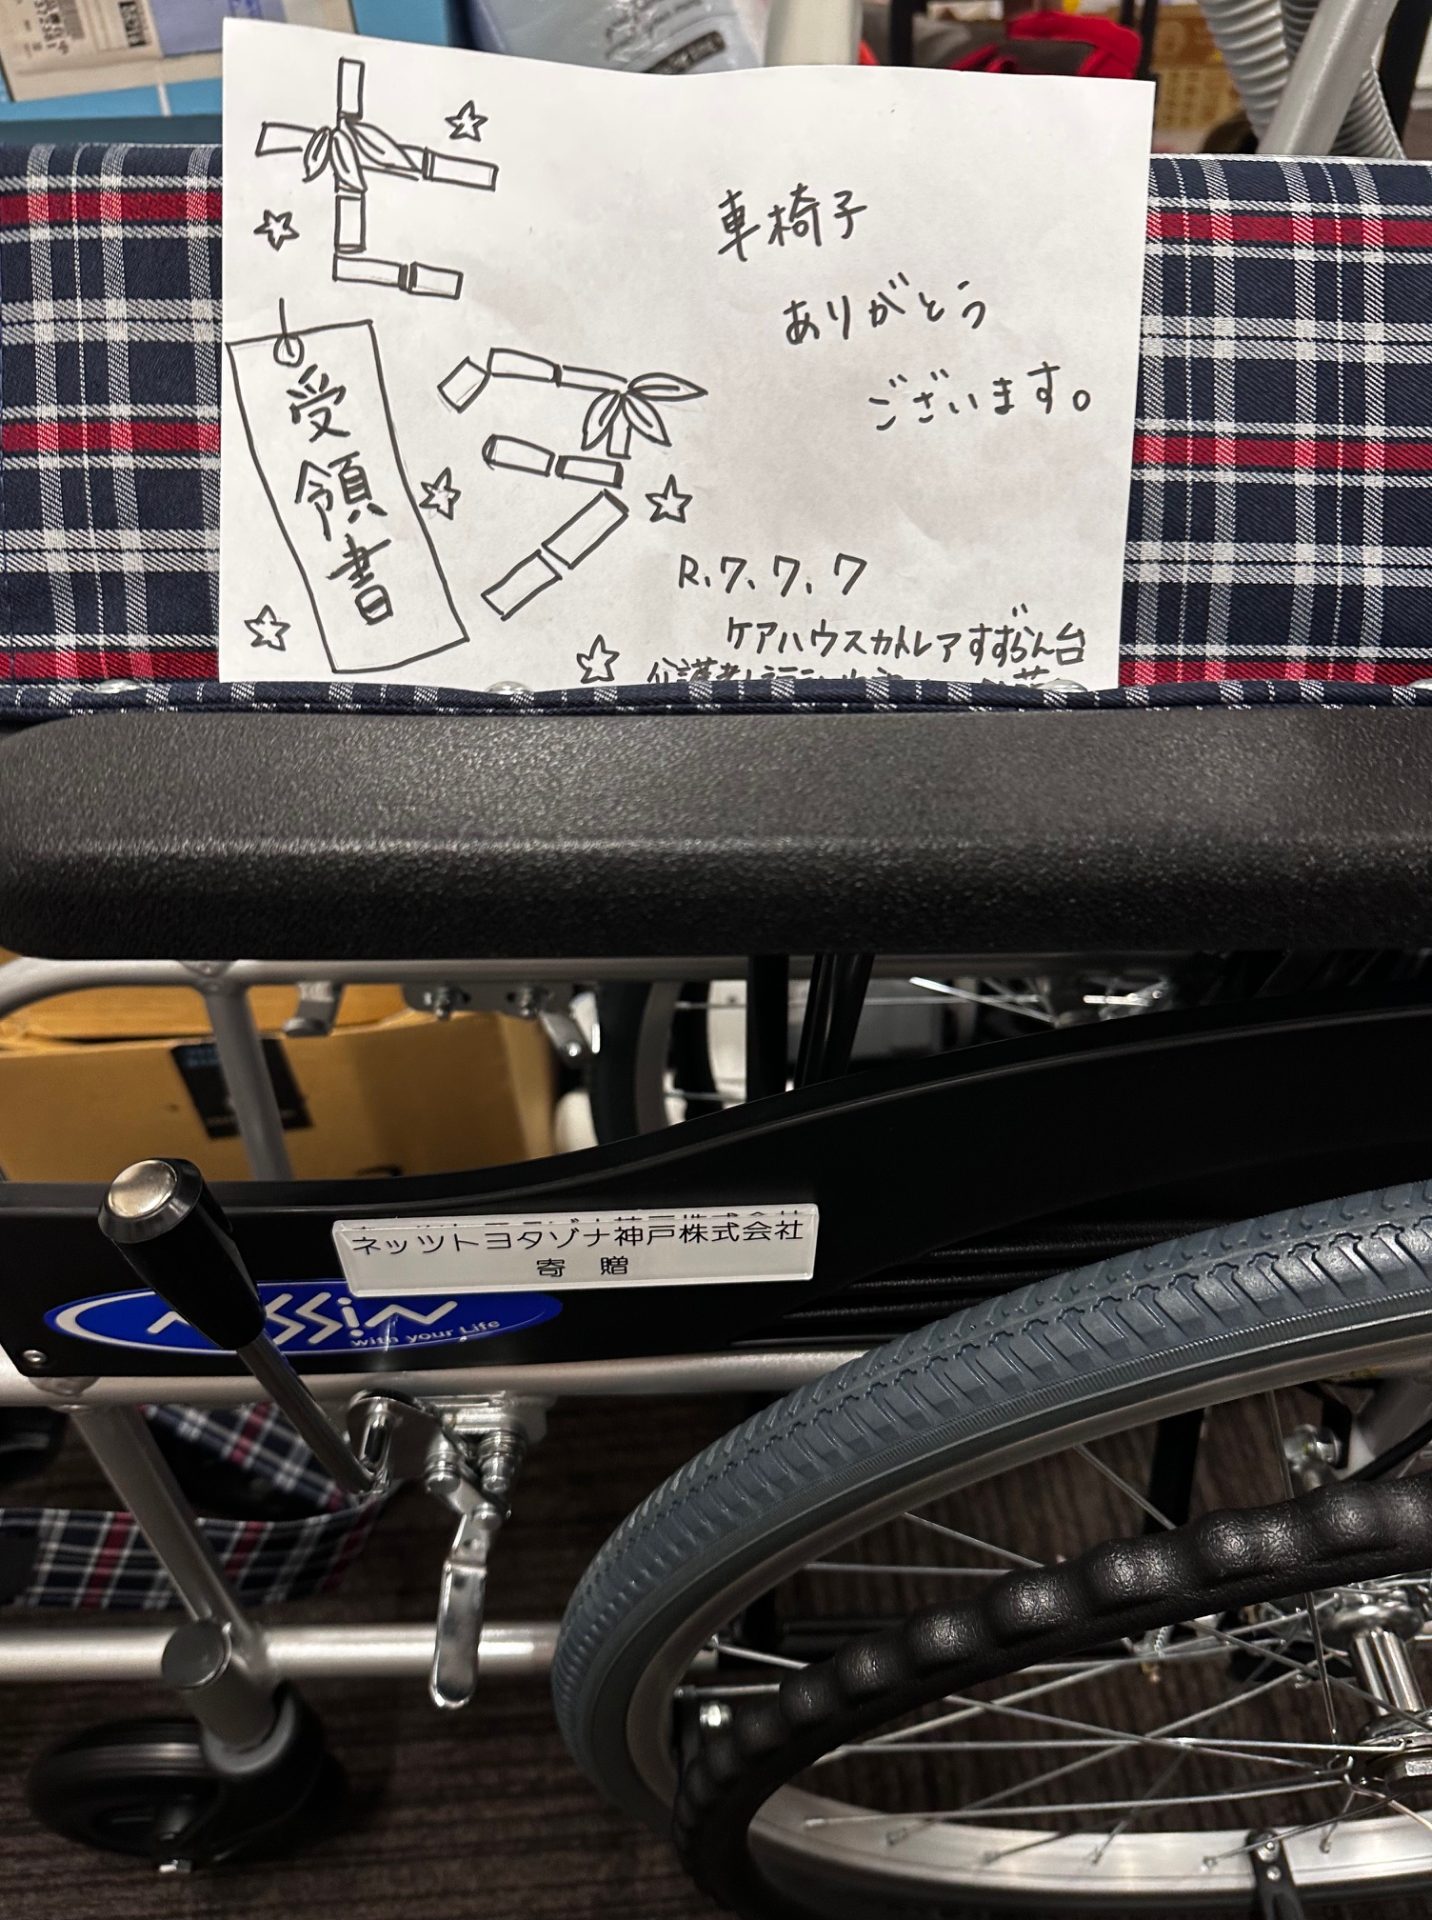 受領書
車椅子
ありがとう
ございます。
R.7.7.7
ケアハウスカトレアすずらん台
ネッツトヨタゾナ神戸株式会社
寄贈
NISSIN
with your Life